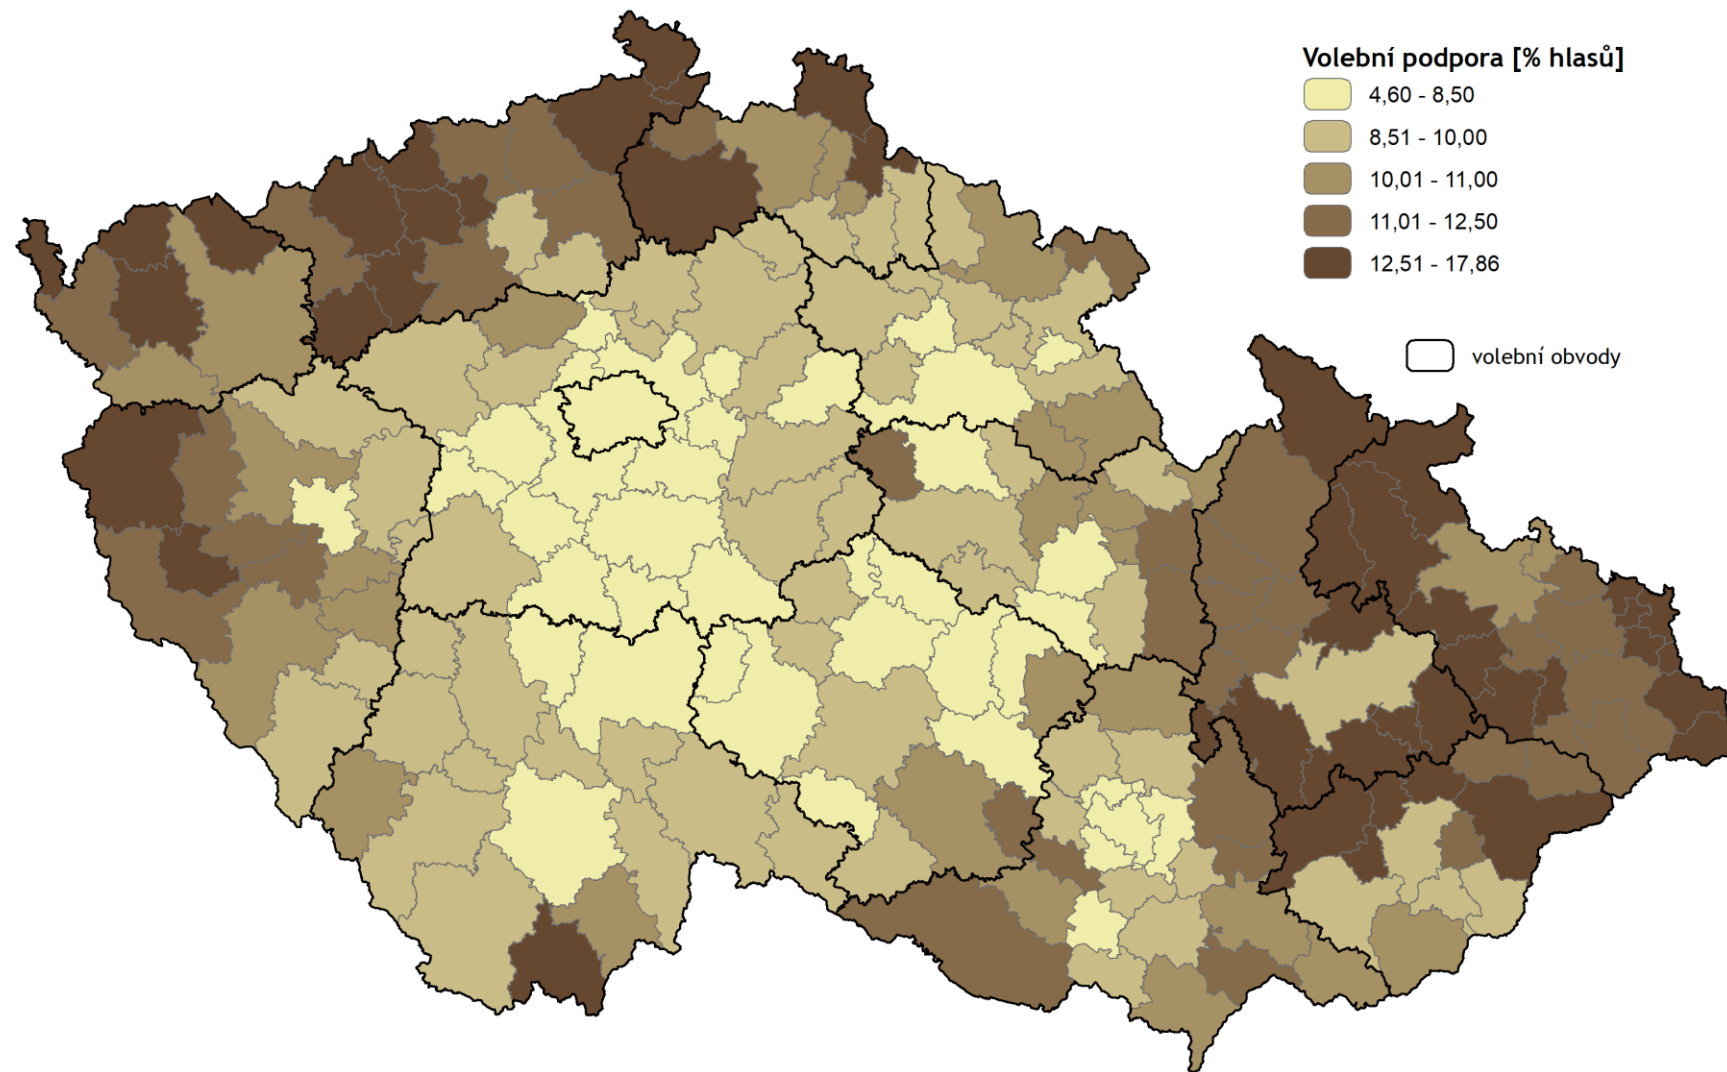 Volební podpora [% hlasů]
4,60 - 8,50
8,51 - 10,00
10,01 - 11,00
11,01 - 12,50
12,51 - 17,86
volební obvody